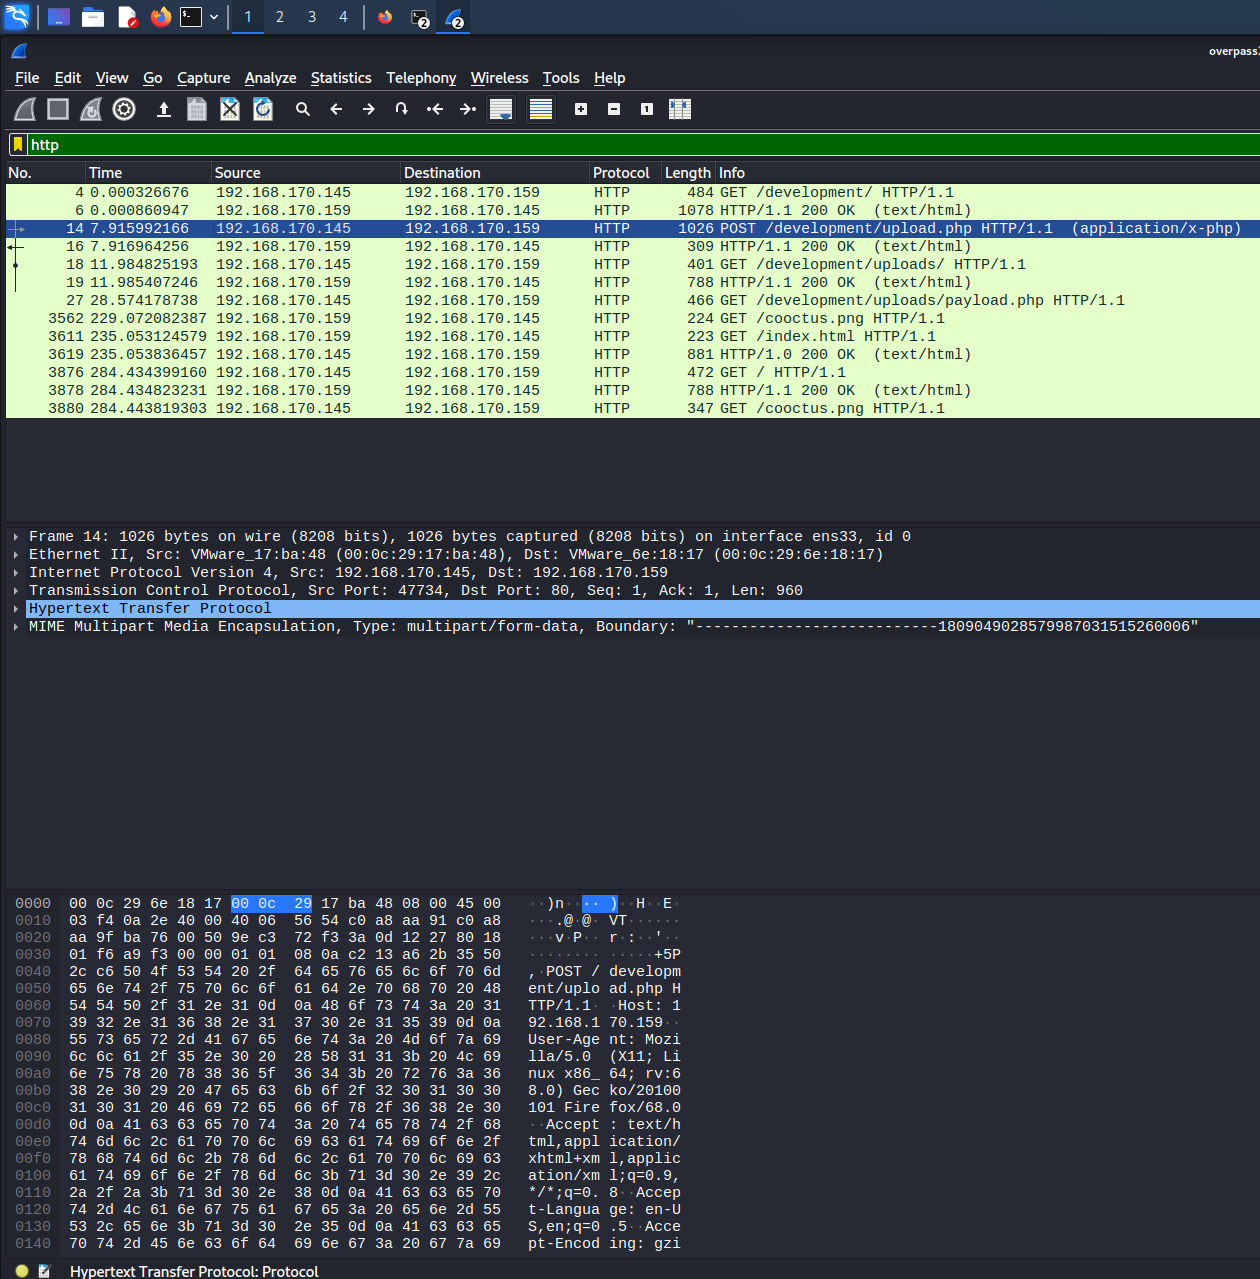 1 2 3 4 2 2
overpass
File Edit View Go Capture Analyze Statistics Telephony Wireless Tools Help
http
No. Time Source Destination Protocol Length Info
4 0.000326676 192.168.170.145 192.168.170.159 HTTP 484 GET /development/ HTTP/1.1
6 0.000860947 192.168.170.159 192.168.170.145 HTTP 1078 HTTP/1.1 200 OK (text/html)
14 7.915992166 192.168.170.145 192.168.170.159 HTTP 1026 POST /development/upload.php HTTP/1.1 (application/x-php)
16 7.916964256 192.168.170.159 192.168.170.145 HTTP 309 HTTP/1.1 200 OK (text/html)
18 11.984825193 192.168.170.145 192.168.170.159 HTTP 401 GET /development/uploads/ HTTP/1.1
19 11.985407246 192.168.170.159 192.168.170.145 HTTP 788 HTTP/1.1 200 OK (text/html)
27 28.574178738 192.168.170.145 192.168.170.159 HTTP 466 GET /development/uploads/payload.php HTTP/1.1
3562 229.072082387 192.168.170.159 192.168.170.145 HTTP 224 GET /cooctus.png HTTP/1.1
3611 235.053124579 192.168.170.159 192.168.170.145 HTTP 223 GET /index.html HTTP/1.1
3619 235.053836457 192.168.170.145 192.168.170.159 HTTP 881 HTTP/1.0 200 OK (text/html)
3876 284.434399160 192.168.170.145 192.168.170.159 HTTP 472 GET / HTTP/1.1
3878 284.434823231 192.168.170.159 192.168.170.145 HTTP 788 HTTP/1.1 200 OK (text/html)
3880 284.443819303 192.168.170.145 192.168.170.159 HTTP 347 GET /cooctus.png HTTP/1.1
Frame 14: 1026 bytes on wire (8208 bits), 1026 bytes captured (8208 bits) on interface ens33, id 0
Ethernet II, Src: VMware_17:ba:48 (00:0c:29:17:ba:48), Dst: VMware_6e:18:17 (00:0c:29:6e:18:17)
Internet Protocol Version 4, Src: 192.168.170.145, Dst: 192.168.170.159
Transmission Control Protocol, Src Port: 47734, Dst Port: 80, Seq: 1, Ack: 1, Len: 960
Hypertext Transfer Protocol
MIME Multipart Media Encapsulation, Type: multipart/form-data, Boundary: "---------------------------1809049028579987031515260006"
0000 00 0c 29 6e 18 17 00 0c 29 17 ba 48 08 00 45 00 ··)n·· ··)··H··E·
0010 03 f4 0a 2e 40 00 40 06 56 54 c0 a8 aa 91 c0 a8 ···.@·@· VT······
0020 aa 9f ba 76 00 50 9e c3 72 f3 3a 0d 12 27 80 18 ···v·P·· r·:··'··
0030 01 f6 a9 f3 00 00 01 01 08 0a c2 13 a6 2b 35 50 ········ ·····+5P
0040 2c c6 50 4f 53 54 20 2f 64 65 76 65 6c 6f 70 6d ,·POST / developm
0050 65 6e 74 2f 75 70 6c 6f 61 64 2e 70 68 70 20 48 ent/uplo ad.php H
0060 54 54 50 2f 31 2e 31 0d 0a 48 6f 73 74 3a 20 31 TTP/1.1· ·Host: 1
0070 39 32 2e 31 36 38 2e 31 37 30 2e 31 35 39 0d 0a 92.168.1 70.159··
0080 55 73 65 72 2d 41 67 65 6e 74 3a 20 4d 6f 7a 69 User-Age nt: Mozi
0090 6c 6c 61 2f 35 2e 30 20 28 58 31 31 3b 20 4c 69 lla/5.0 (X11; Li
00a0 6e 75 78 20 78 38 36 5f 36 34 3b 20 72 76 3a 36 nux x86_ 64; rv:6
00b0 38 2e 30 29 20 47 65 63 6b 6f 2f 32 30 31 30 30 8.0) Gec ko/20100
00c0 31 30 31 20 46 69 72 65 66 6f 78 2f 36 38 2e 30 101 Fire fox/68.0
00d0 0d 0a 41 63 63 65 70 74 3a 20 74 65 78 74 2f 68 ··Accept : text/h
00e0 74 6d 6c 2c 61 70 70 6c 69 63 61 74 69 6f 6e 2f tml,appl ication/
00f0 78 68 74 6d 6c 2b 78 6d 6c 2c 61 70 70 6c 69 63 xhtml+xm l,applic
0100 61 74 69 6f 6e 2f 78 6d 6c 3b 71 3d 30 2e 39 2c ation/xm l;q=0.9,
0110 2a 2f 2a 3b 71 3d 30 2e 38 0d 0a 41 63 63 65 70 */*;q=0. 8··Accep
0120 74 2d 4c 61 6e 67 75 61 67 65 3a 20 65 6e 2d 55 t-Langua ge: en-U
0130 53 2c 65 6e 3b 71 3d 30 2e 35 0d 0a 41 63 63 65 S,en;q=0 .5··Acce
0140 70 74 2d 45 6e 63 6f 64 69 6e 67 3a 20 67 7a 69 pt-Encod ing: gzi
Hypertext Transfer Protocol: Protocol